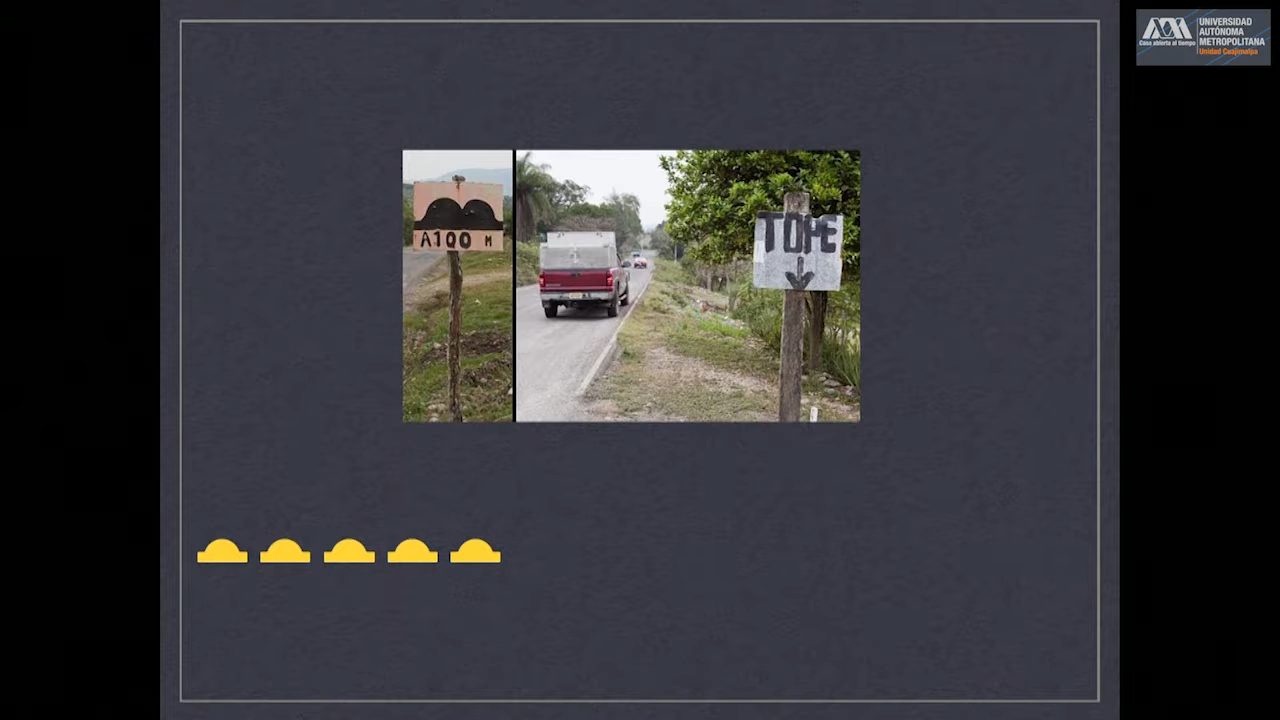 UNIVERSIDAD
AUTÓNOMA
METROPOLITANA
Casa abierta al tiempo
Unidad Cuajimalpa
A100 M
TOPE